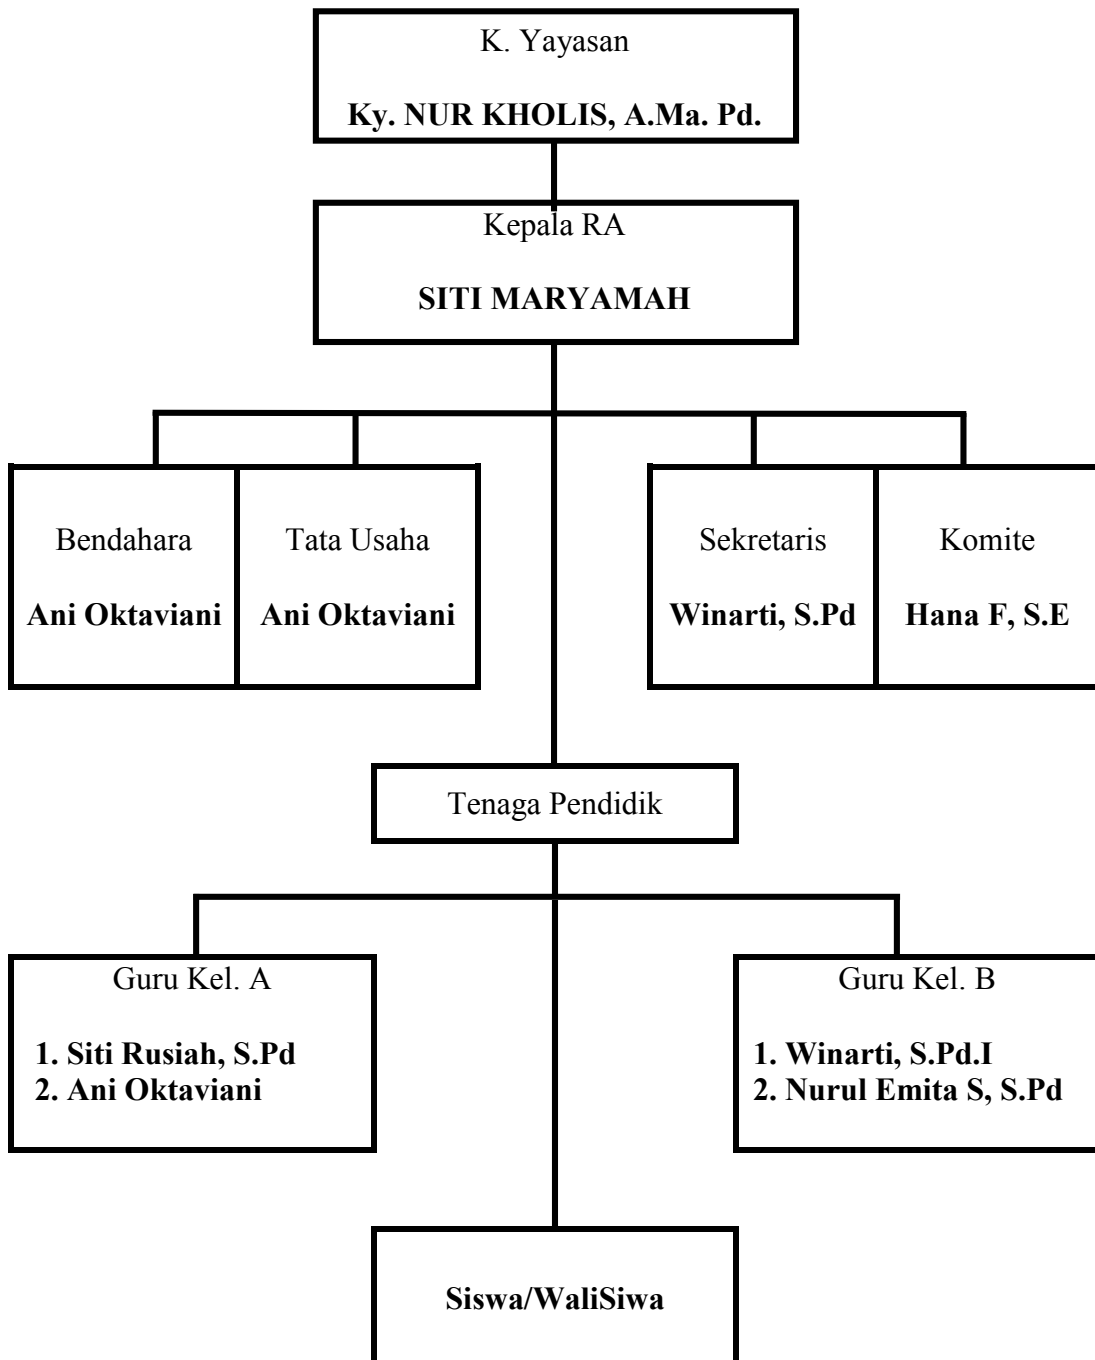 K. Yayasan
Ky. NUR KHOLIS, A.Ma. Pd.
Kepala RA
SITI MARYAMAH
Bendahara
Ani Oktaviani
Tata Usaha
Ani Oktaviani
Sekretaris
Winarti, S.Pd
Komite
Hana F, S.E
Tenaga Pendidik
Guru Kel. A
1. Siti Rusiah, S.Pd
2. Ani Oktaviani
Guru Kel. B
1. Winarti, S.Pd.I
2. Nurul Emita S, S.Pd
Siswa/WaliSiwa